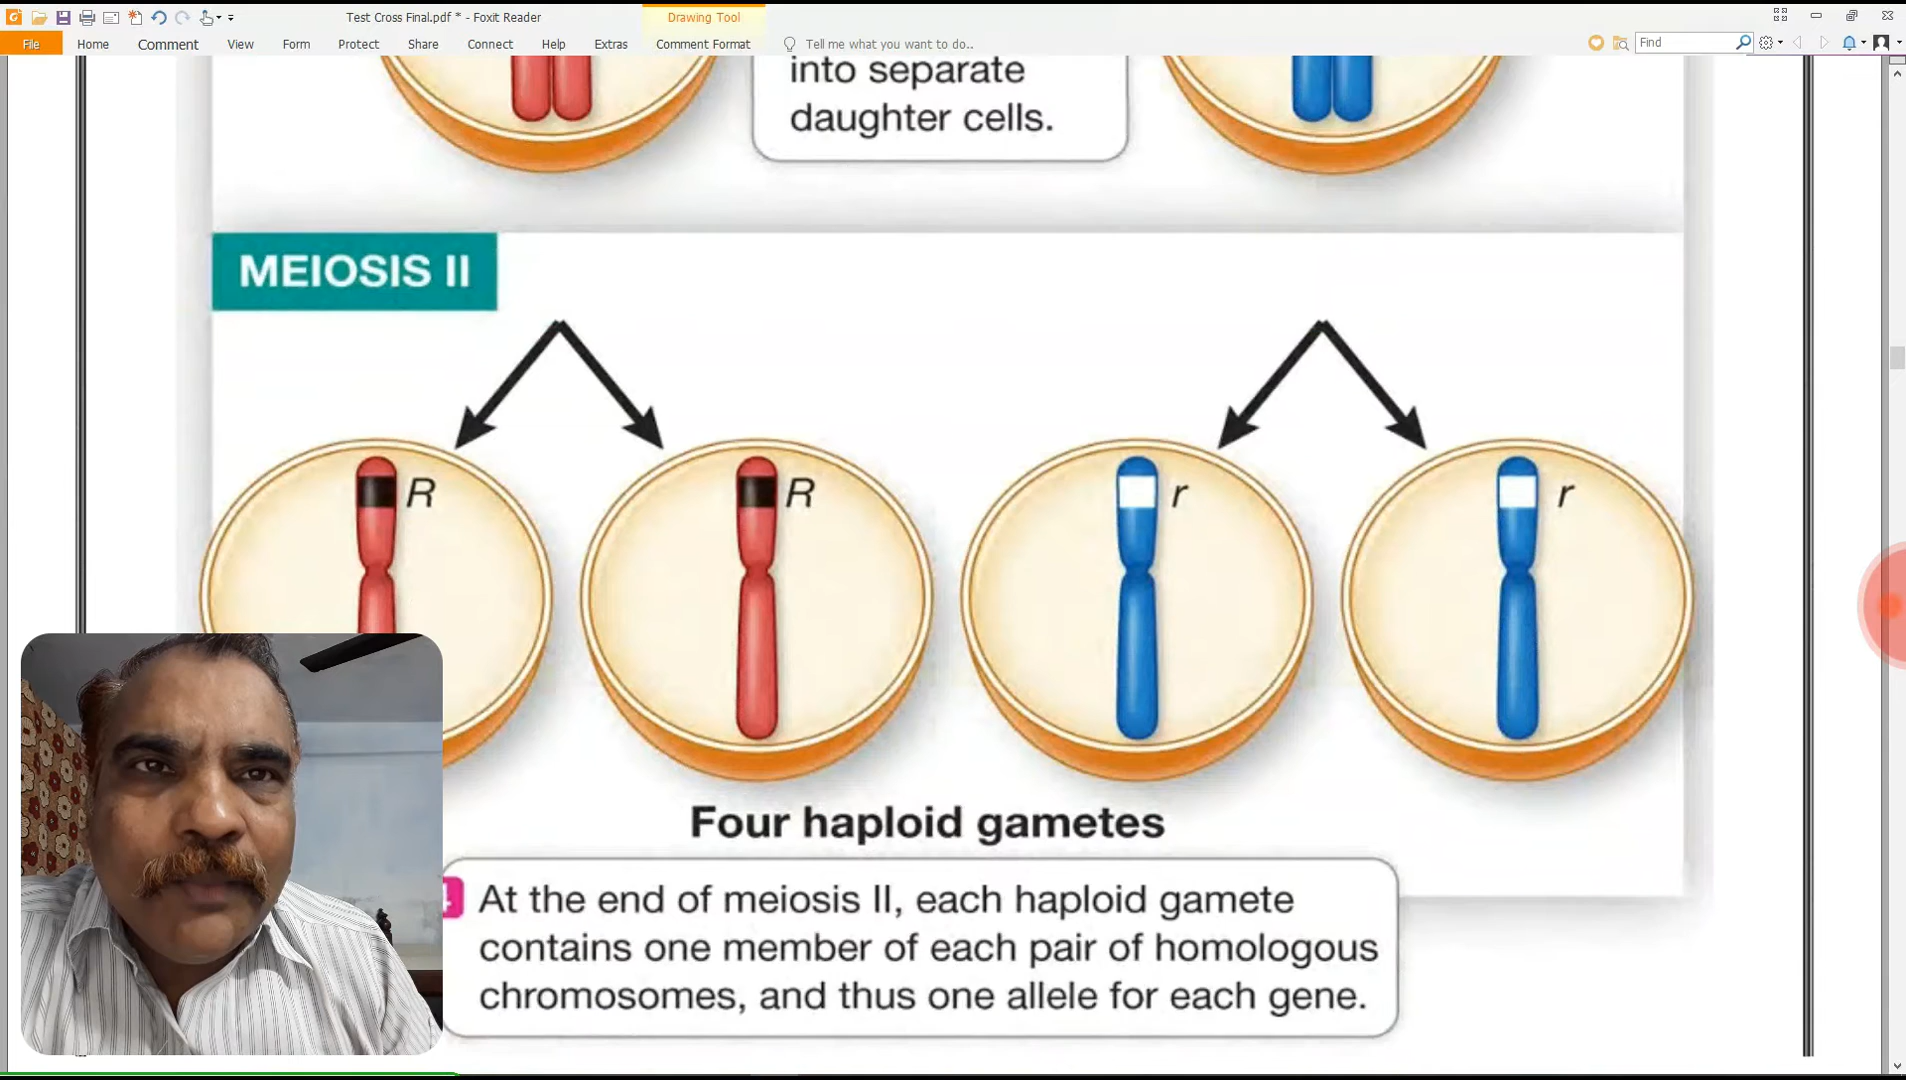 Test Cross Final.pdf * - Foxit Reader
Drawing Tool
File
Home
Comment
View
Form
Protect
Share
Connect
Help
Extras
Comment Format
Tell me what you want to do..
Find
into separate
daughter cells.
MEIOSIS II
R
R
r
r
Four haploid gametes
At the end of meiosis II, each haploid gamete
contains one member of each pair of homologous
chromosomes, and thus one allele for each gene.